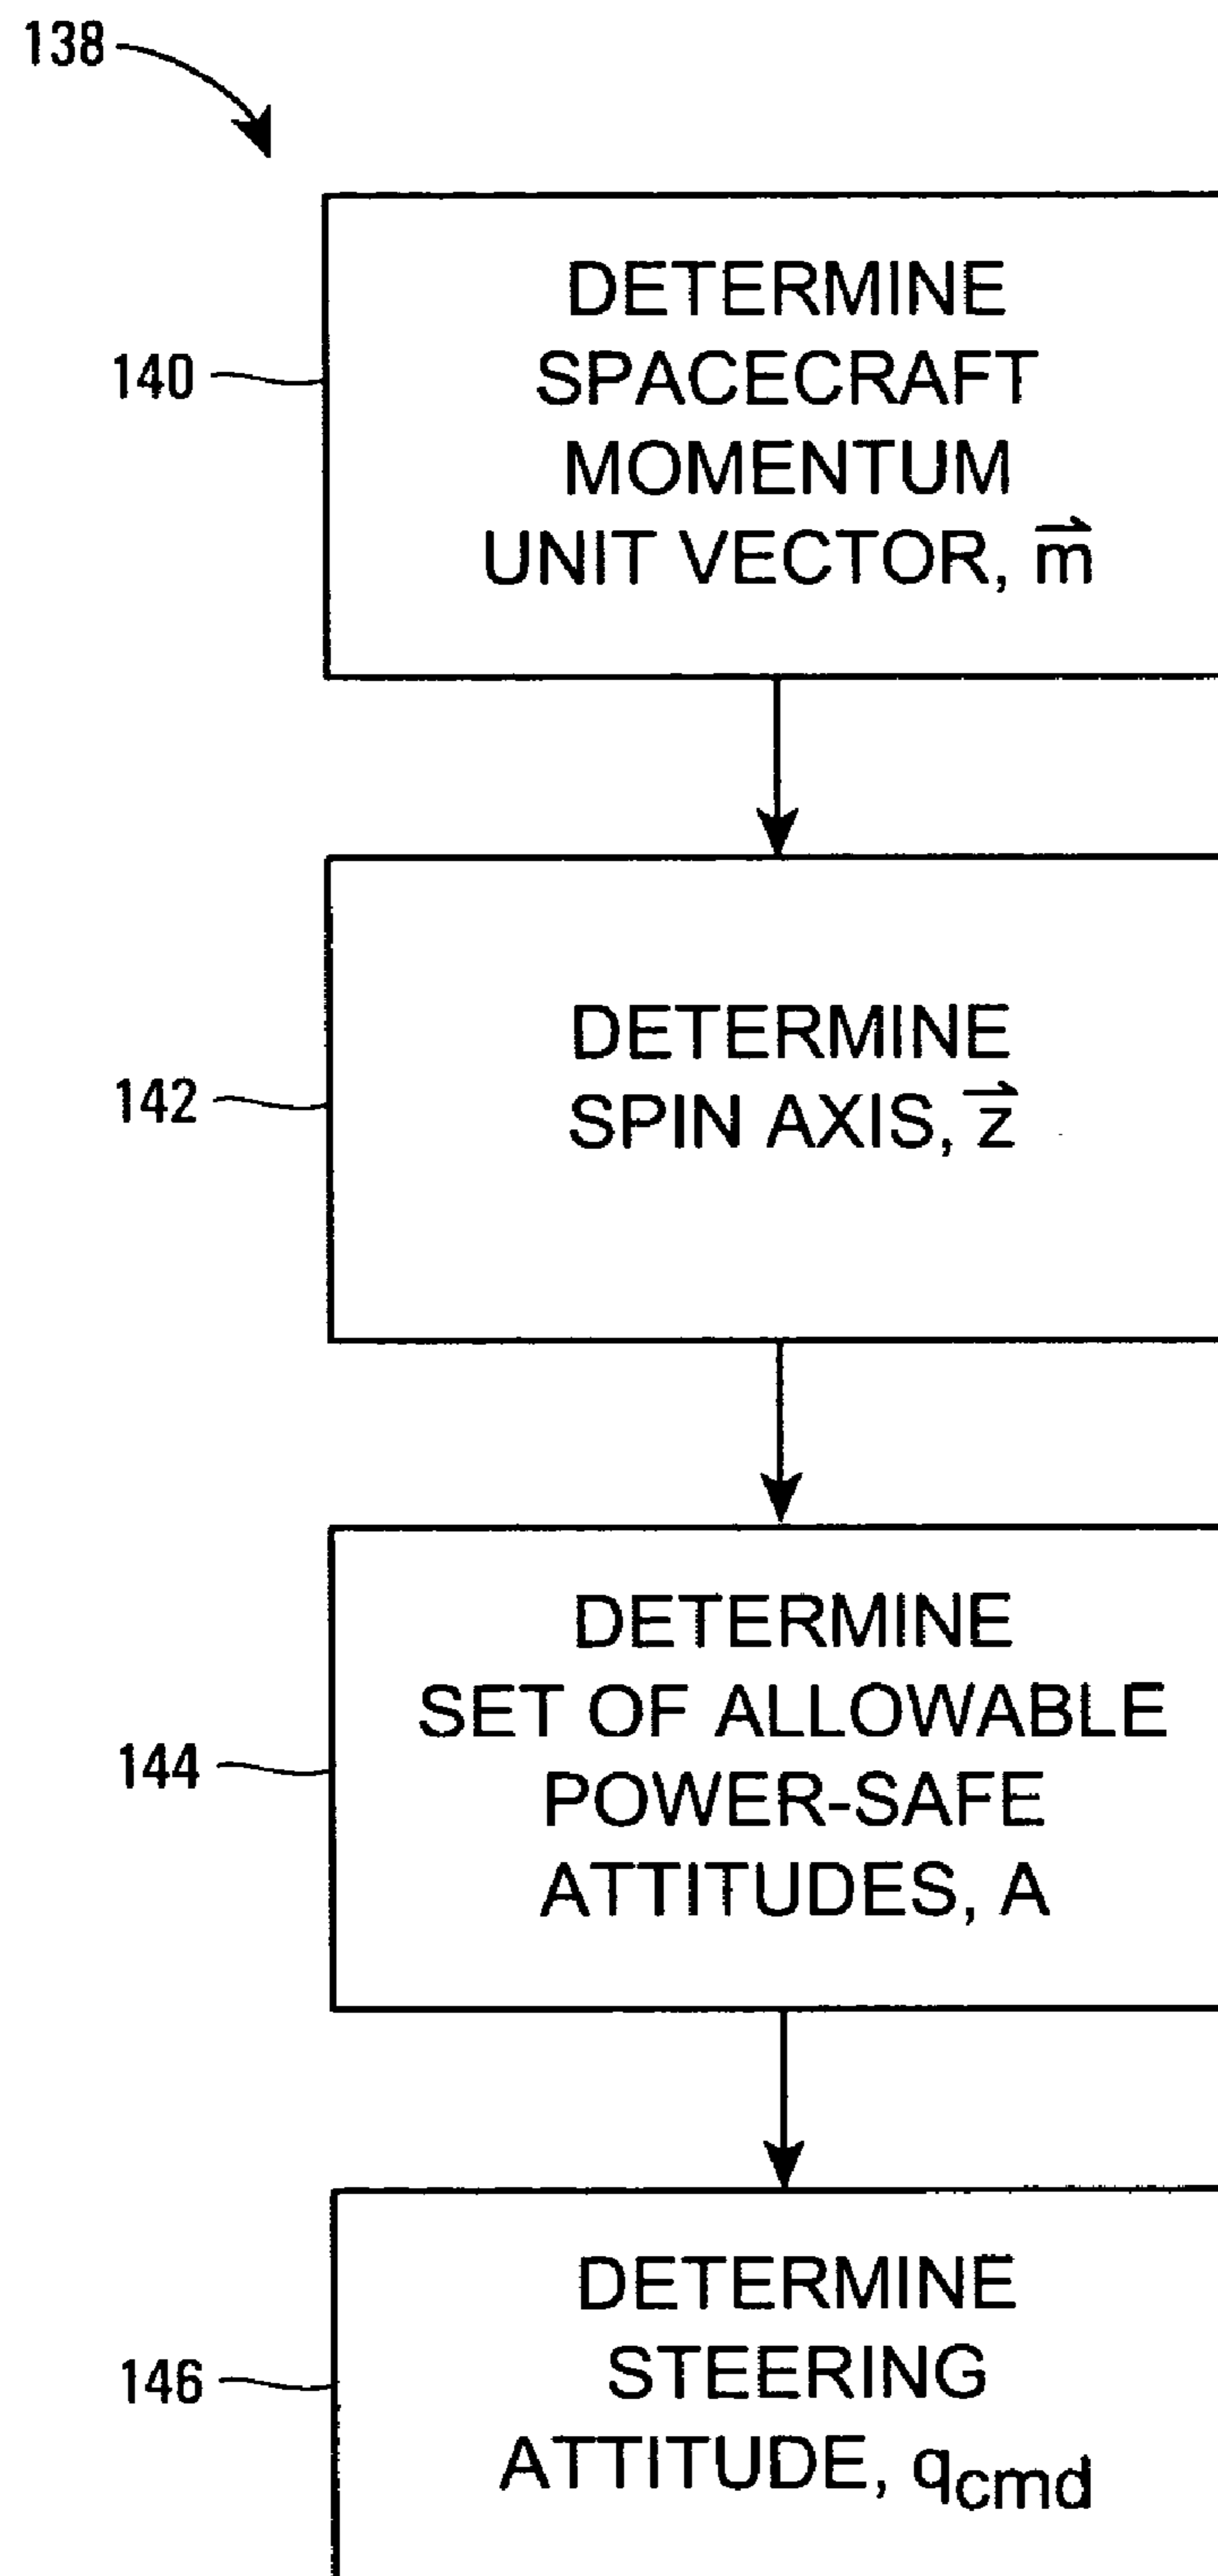 138
140
DETERMINE
SPACECRAFT
MOMENTUM
UNIT VECTOR, m⃗
142
DETERMINE
SPIN AXIS, z⃗
144
DETERMINE
SET OF ALLOWABLE
POWER-SAFE
ATTITUDES, A
146
DETERMINE
STEERING
ATTITUDE, qcmd